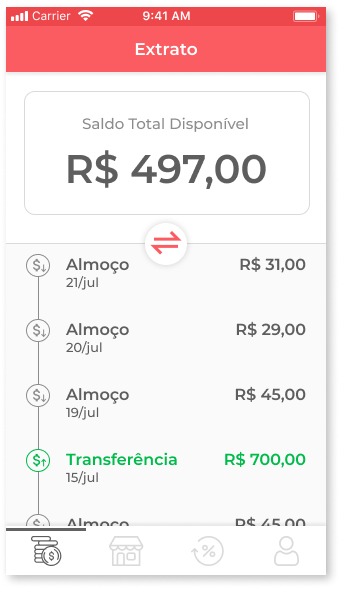 Carrier 9:41 AM
Extrato
Saldo Total Disponível
R$ 497,00
Almoço R$ 31,00
21/jul
Almoço R$ 29,00
20/jul
Almoço R$ 45,00
19/jul
Transferência R$ 700,00
15/jul
Almoço R$ 45,00